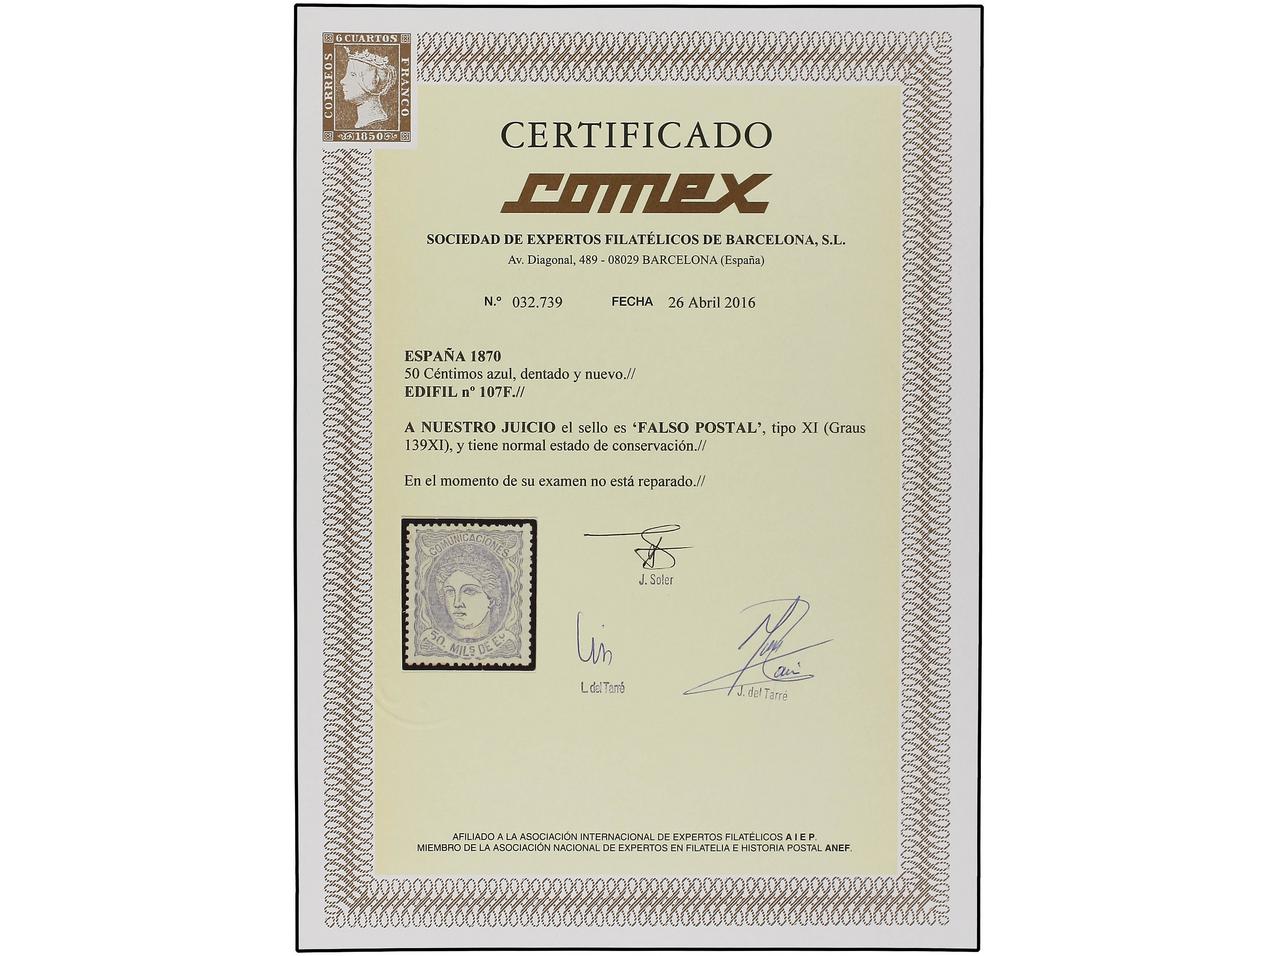 6 CUARTOS
CORREOS
FRANCO
1850
CERTIFICADO
comex
SOCIEDAD DE EXPERTOS FILATÉLICOS DE BARCELONA, S.L.
Av. Diagonal, 489 - 08029 BARCELONA (España)
N.º 032.739 FECHA 26 Abril 2016
ESPAÑA 1870
50 Céntimos azul, dentado y nuevo.//
EDIFIL nº 107F.//
A NUESTRO JUICIO el sello es ‘FALSO POSTAL’, tipo XI (Graus
139XI), y tiene normal estado de conservación.//
En el momento de su examen no está reparado.//
COMUNICACIONES
50. MILS DE Eº
J. Soler
L. del Tarré
J. del Tarré
AFILIADO A LA ASOCIACIÓN INTERNACIONAL DE EXPERTOS FILATÉLICOS A I E P.
MIEMBRO DE LA ASOCIACIÓN NACIONAL DE EXPERTOS EN FILATELIA E HISTORIA POSTAL ANEF.